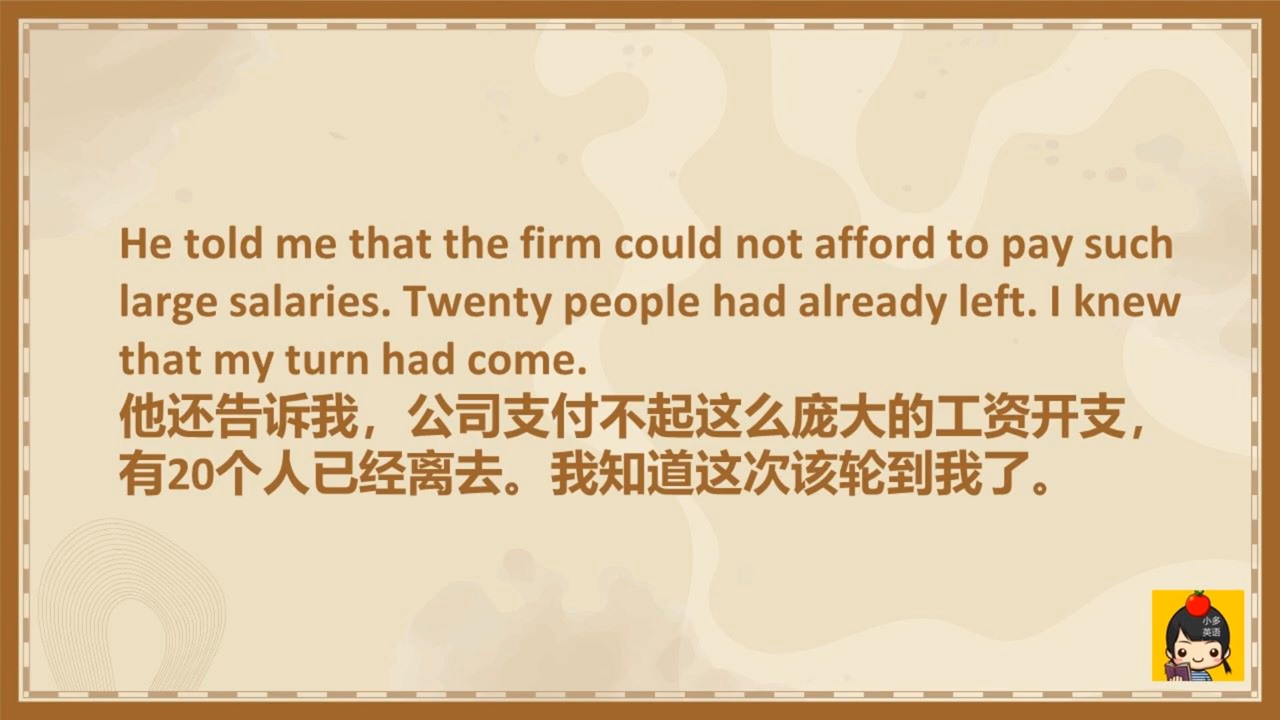 He told me that the firm could not afford to pay such
large salaries. Twenty people had already left. I knew
that my turn had come.
他还告诉我，公司支付不起这么庞大的工资开支，
有20个人已经离去。我知道这次该轮到我了。
小多
英语